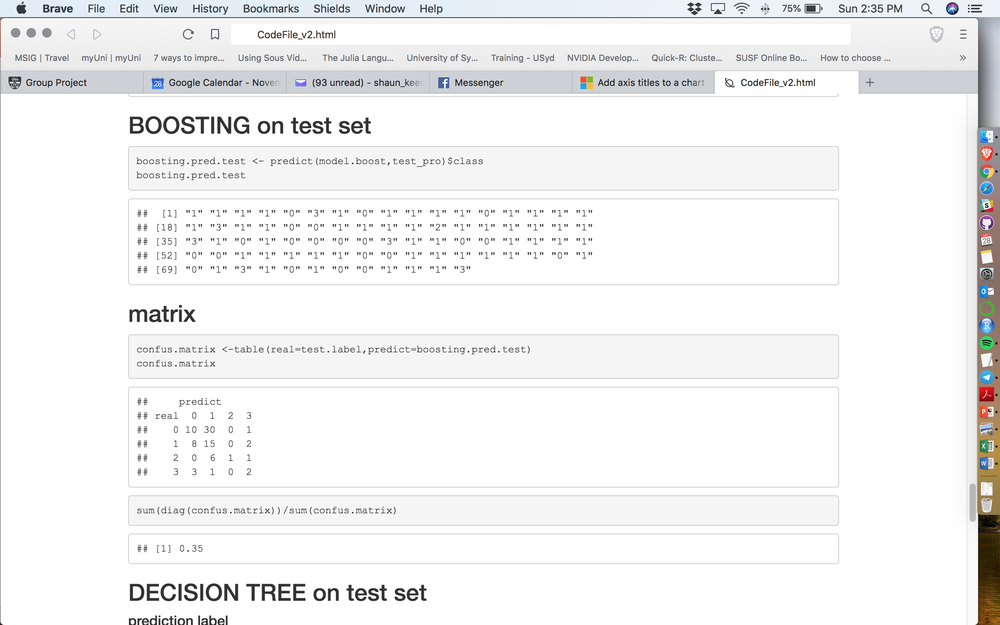 Brave File Edit View History Bookmarks Shields Window Help 75% Sun 2:35 PM
CodeFile_v2.html
MSIG | Travel myUni | myUni 7 ways to impre... Using Sous Vid... The Julia Langu... University of Sy... Training - USyd NVIDIA Develop... Quick-R: Cluste... SUSF Online Bo... How to choose ... »
Group Project 28 Google Calendar - Novem (93 unread) - shaun_kee Messenger Add axis titles to a chart CodeFile_v2.html +
BOOSTING on test set
boosting.pred.test <- predict(model.boost,test_pro)$class
boosting.pred.test
##  [1] "1" "1" "1" "1" "0" "3" "1" "0" "1" "1" "1" "1" "0" "1" "1" "1" "1"
## [18] "1" "3" "1" "1" "0" "0" "1" "1" "1" "1" "2" "1" "1" "1" "1" "1" "1"
## [35] "3" "1" "0" "1" "0" "0" "0" "0" "3" "1" "1" "0" "0" "1" "1" "1" "1"
## [52] "0" "0" "1" "1" "1" "1" "1" "0" "0" "1" "1" "1" "1" "1" "1" "0" "1"
## [69] "0" "1" "3" "1" "0" "1" "0" "0" "1" "1" "1" "3"
matrix
confus.matrix <-table(real=test.label,predict=boosting.pred.test)
confus.matrix
##     predict
## real  0  1  2  3
##    0 10 30  0  1
##    1  8 15  0  2
##    2  0  6  1  1
##    3  3  1  0  2
sum(diag(confus.matrix))/sum(confus.matrix)
## [1] 0.35
DECISION TREE on test set
prediction label
S
OCT
28
O
R
P
X
W